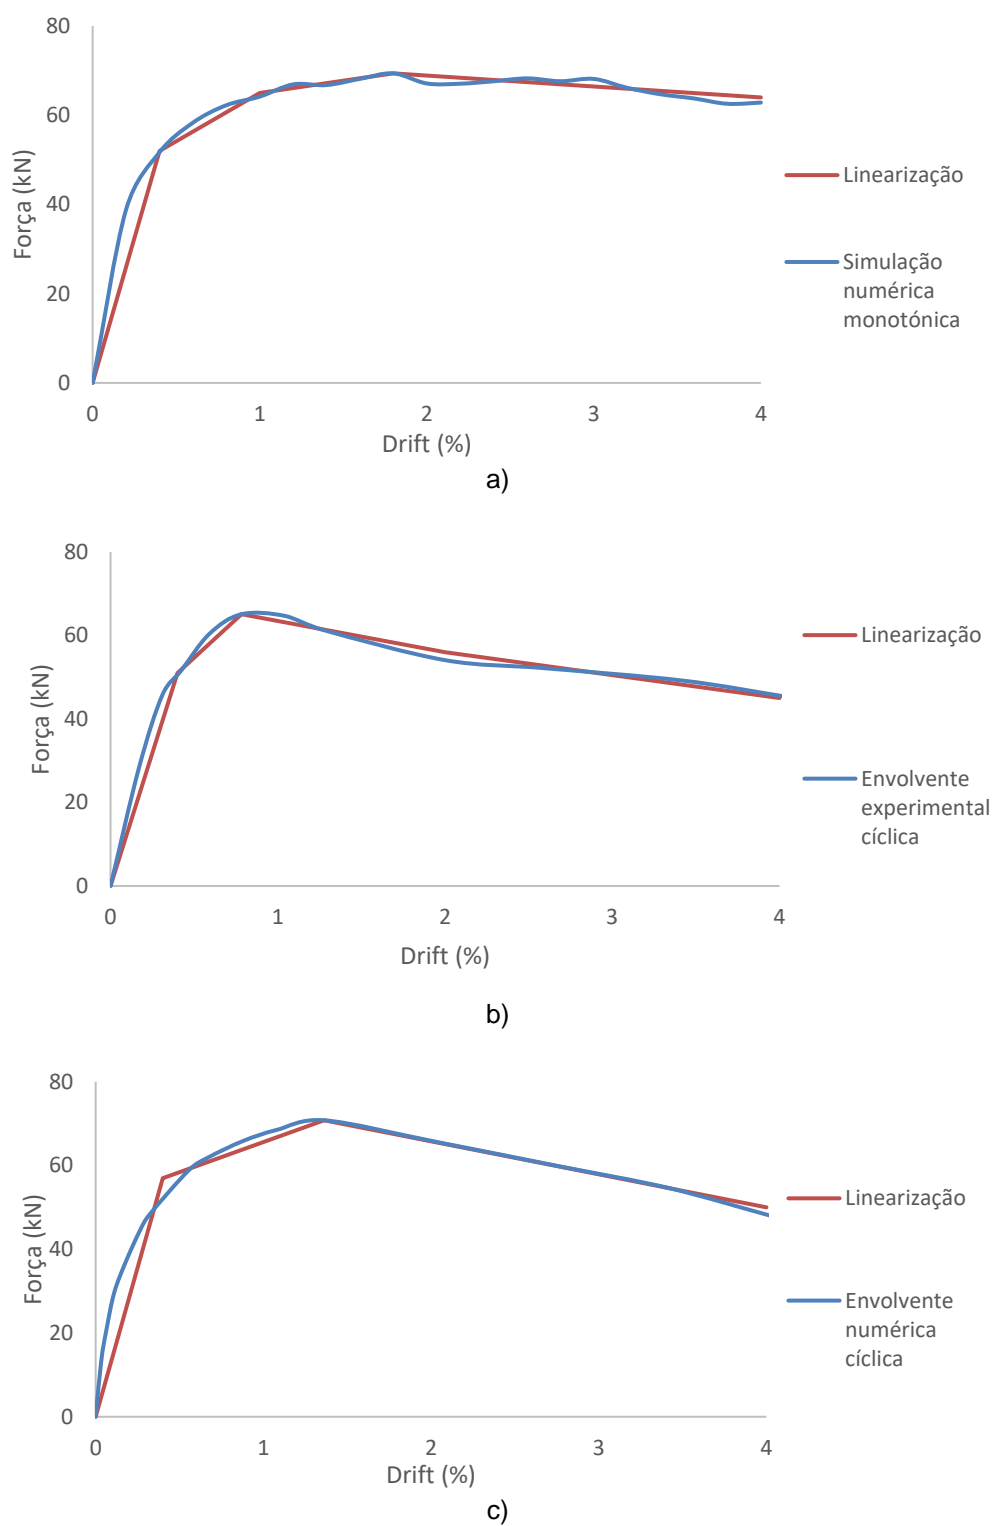 80
60
40
20
0
Força (kN)
0 1 2 3 4
Drift (%)
Linearização
Simulação
numérica
monotónica
a)
80
60
40
20
0
Força (kN)
0 1 2 3 4
Drift (%)
Linearização
Envolvente
experimental
cíclica
b)
80
60
40
20
0
Força (kN)
0 1 2 3 4
Drift (%)
Linearização
Envolvente
numérica
cíclica
c)